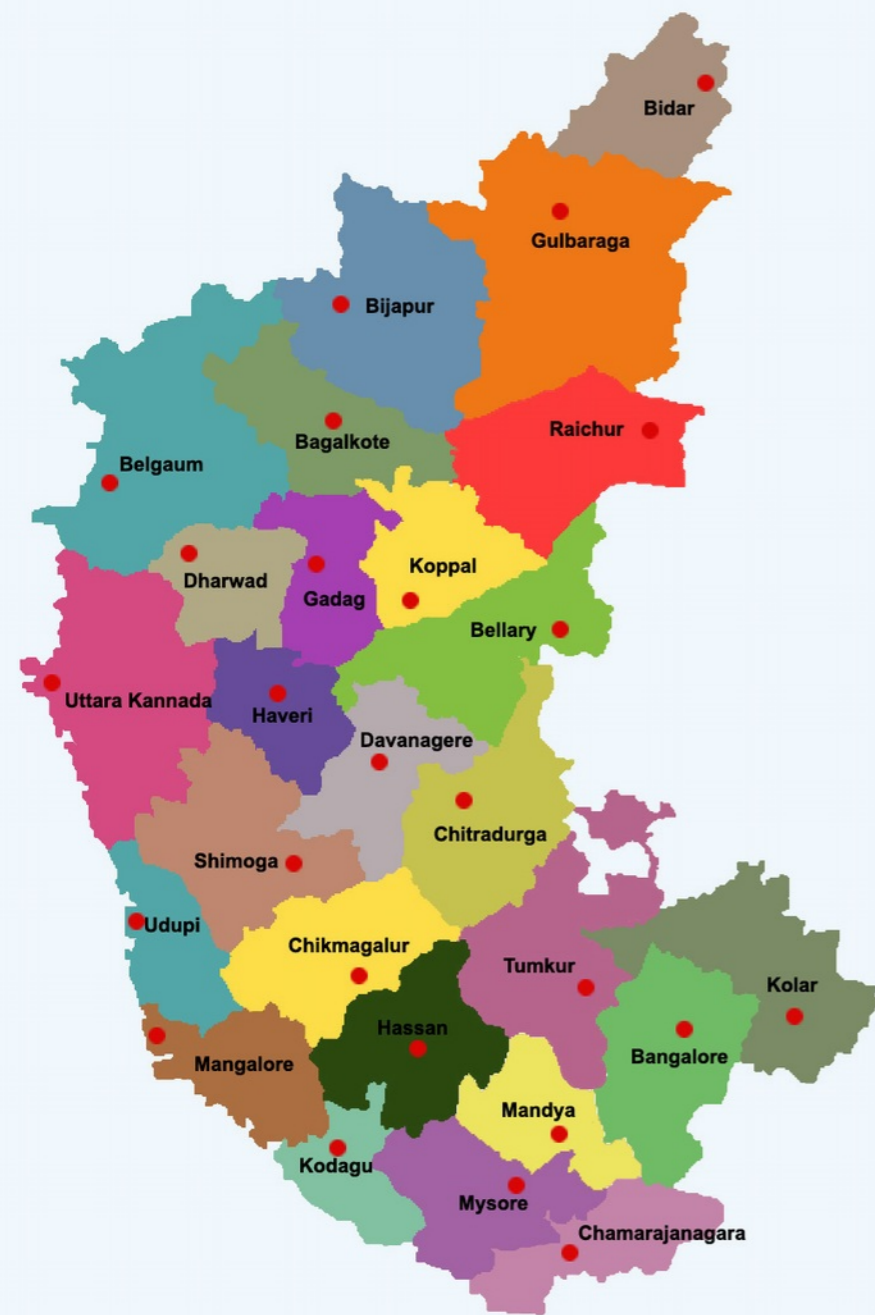 Bidar
Gulbaraga
Bijapur
Raichur
Bagalkote
Belgaum
Koppal
Dharwad
Gadag
Bellary
Uttara Kannada
Haveri
Davanagere
Chitradurga
Shimoga
Udupi
Chikmagalur
Tumkur
Kolar
Hassan
Bangalore
Mangalore
Mandya
Kodagu
Mysore
Chamarajanagara